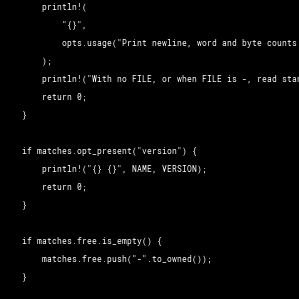 println!(
"{}",
opts.usage("Print newline, word and byte counts
);
println!("With no FILE, or when FILE is -, read
return 0;
}
if matches.opt_present("version") {
println!("{} {}", NAME, VERSION);
return 0;
}
if matches.free.is_empty() {
matches.free.push("-".to_owned());
}